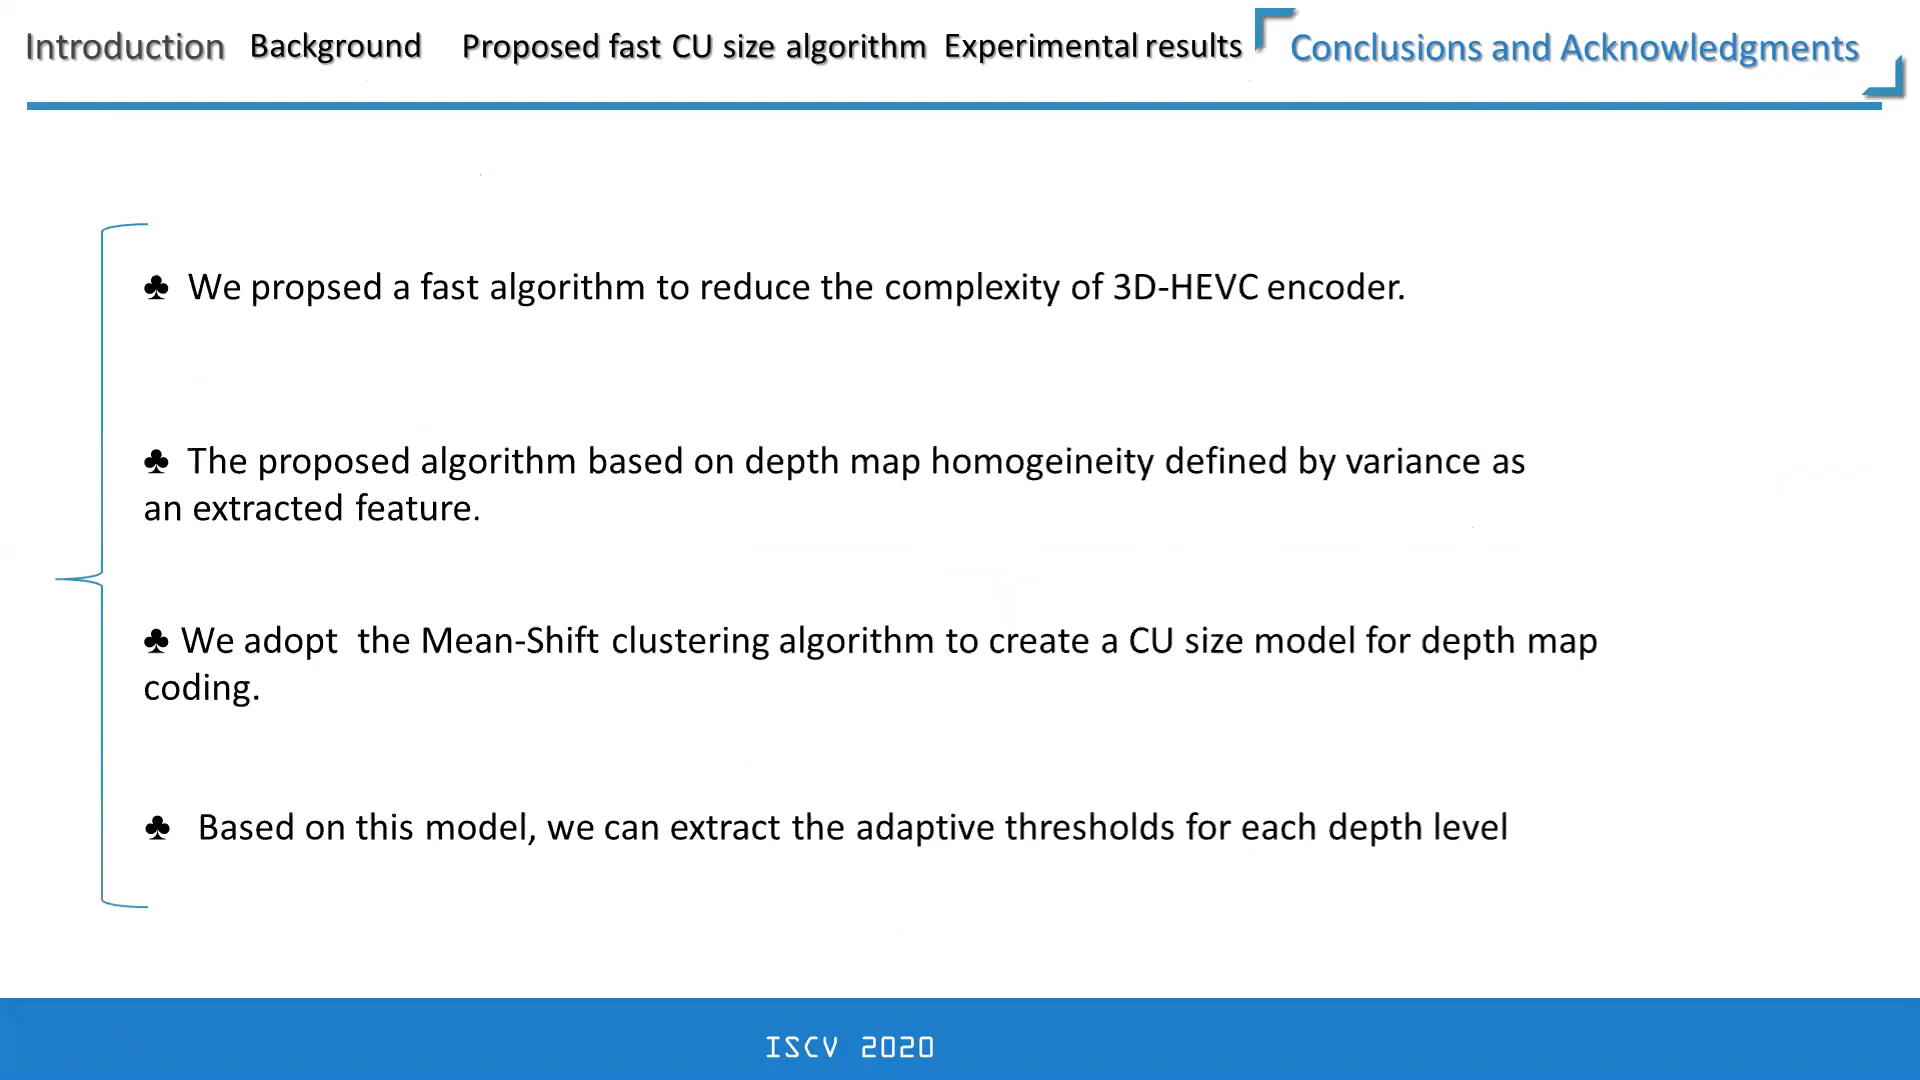 Introduction Background Proposed fast CU size algorithm Experimental results Conclusions and Acknowledgments
♣ We propsed a fast algorithm to reduce the complexity of 3D-HEVC encoder.
♣ The proposed algorithm based on depth map homogeineity defined by variance as
an extracted feature.
♣ We adopt the Mean-Shift clustering algorithm to create a CU size model for depth map
coding.
♣ Based on this model, we can extract the adaptive thresholds for each depth level
ISCV 2020